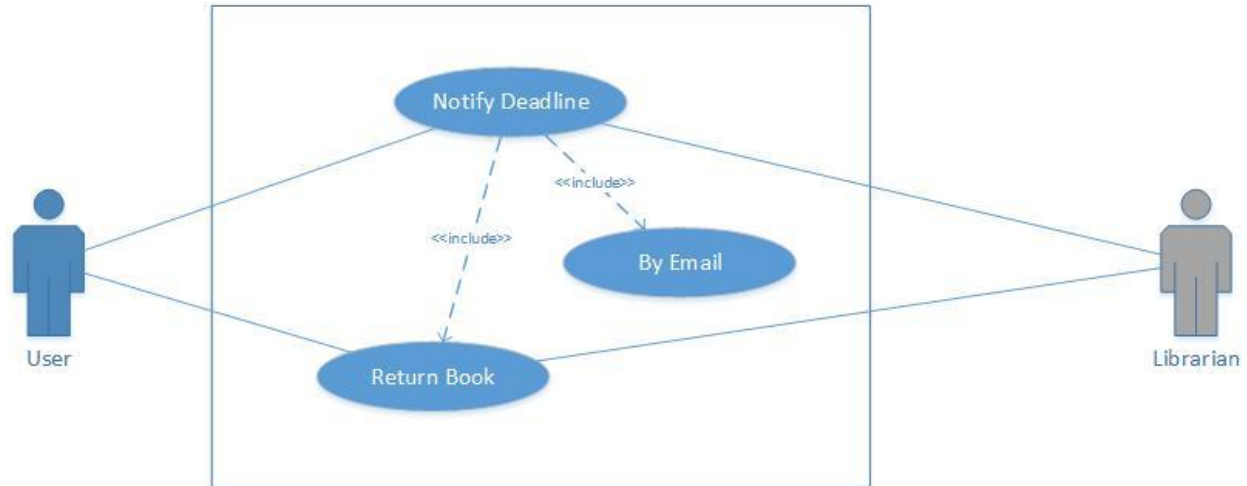 Notify Deadline
<<include>>
<<include>>
By Email
User
Return Book
Librarian